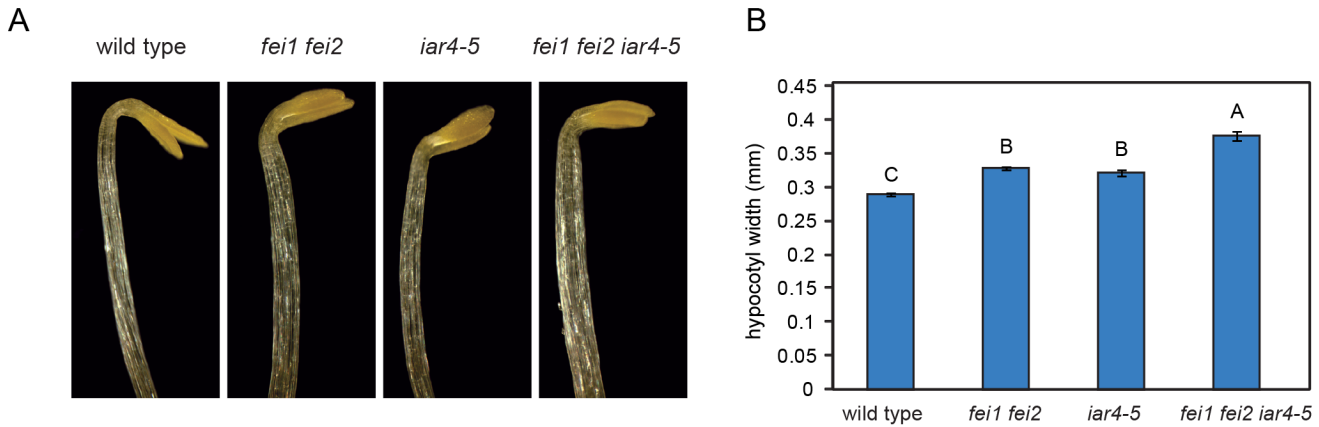 A
wild type
fei1 fei2
iar4-5
fei1 fei2 iar4-5
B
hypocotyl width (mm)
0.45
0.4
0.35
0.3
0.25
0.2
0.15
0.1
0.05
0
C
B
B
A
wild type
fei1 fei2
iar4-5
fei1 fei2 iar4-5